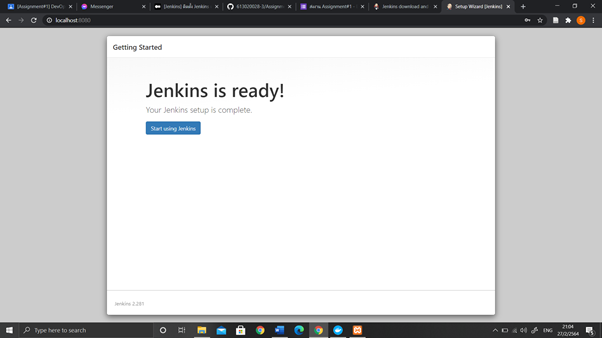 [Assignment#1] DevO
Messenger
[Jenkins] ติดตั้ง Jenkins
613020028-3/Assignm
ส่งงาน Assignment#1
Jenkins download and
Setup Wizard [Jenkins]
localhost:8080
Getting Started
Jenkins is ready!
Your Jenkins setup is complete.
Start using Jenkins
Jenkins 2.281
Type here to search
ENG
21:04
27/2/2564